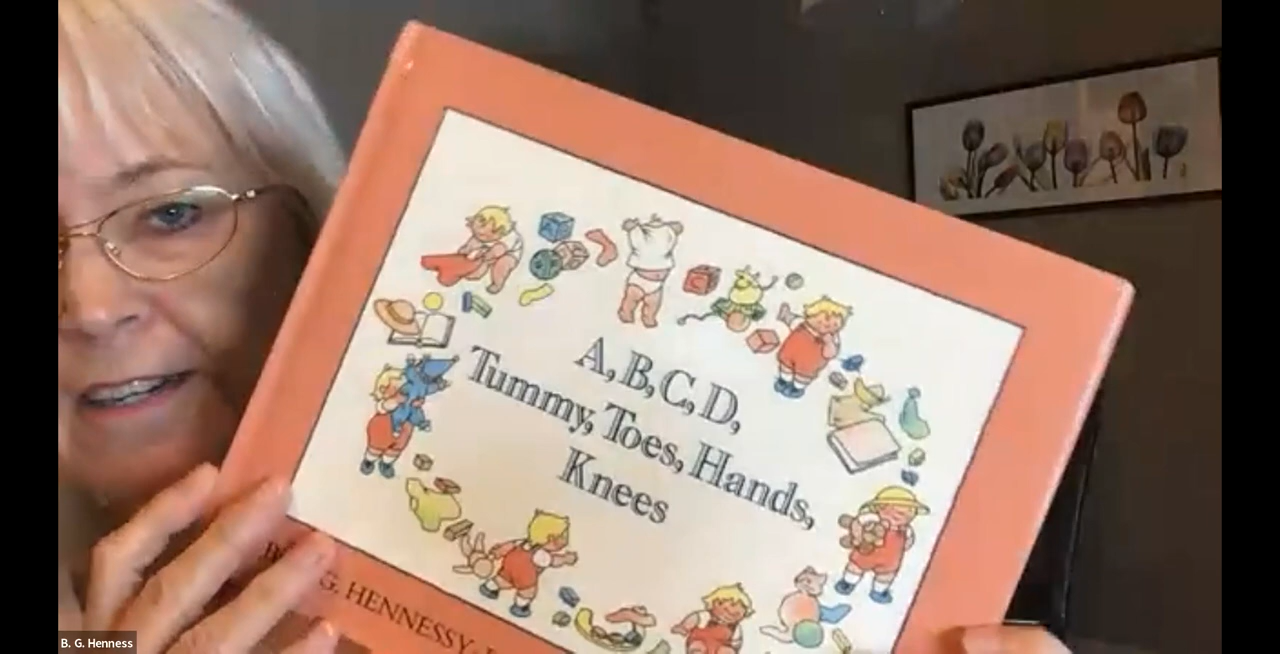 A, B, C, D,
Tummy, Toes, Hands,
Knees
G. HENNESSY
B. G. Henness